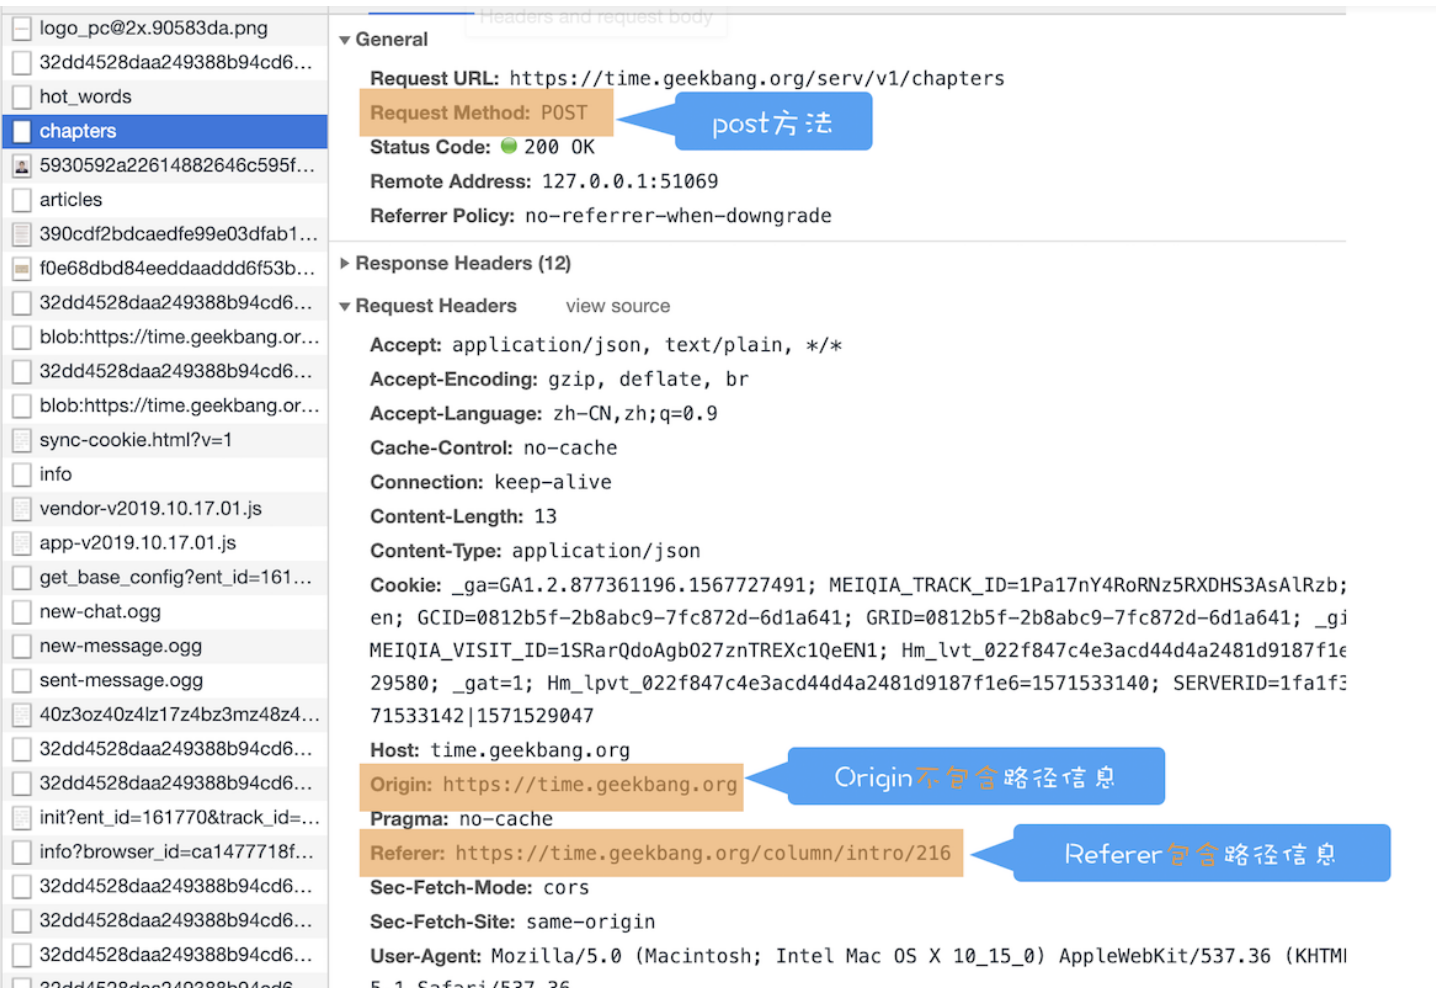 logo_pc@2x.90583da.png
32dd4528daa249388b94cd6...
hot_words
chapters
5930592a22614882646c595f...
articles
390cdf2bdcaedfe99e03dfab1...
f0e68dbd84eeddaaddd6f53b...
32dd4528daa249388b94cd6...
blob:https://time.geekbang.or...
32dd4528daa249388b94cd6...
blob:https://time.geekbang.or...
sync-cookie.html?v=1
info
vendor-v2019.10.17.01.js
app-v2019.10.17.01.js
get_base_config?ent_id=161...
new-chat.ogg
new-message.ogg
sent-message.ogg
40z3oz40z4lz17z4bz3mz48z4...
32dd4528daa249388b94cd6...
32dd4528daa249388b94cd6...
init?ent_id=161770&track_id=...
info?browser_id=ca1477718f...
32dd4528daa249388b94cd6...
32dd4528daa249388b94cd6...
32dd4528daa249388b94cd6...
32dd4528daa249388b94cd6
Headers and request body
General
Request URL: https://time.geekbang.org/serv/v1/chapters
Request Method: POST
post方法
Status Code: 200 OK
Remote Address: 127.0.0.1:51069
Referrer Policy: no-referrer-when-downgrade
Response Headers (12)
Request Headers view source
Accept: application/json, text/plain, */*
Accept-Encoding: gzip, deflate, br
Accept-Language: zh-CN,zh;q=0.9
Cache-Control: no-cache
Connection: keep-alive
Content-Length: 13
Content-Type: application/json
Cookie: _ga=GA1.2.877361196.1567727491; MEIQIA_TRACK_ID=1Pa17nY4RoRNz5RXDHS3AsAlRzb;
en; GCID=0812b5f-2b8abc9-7fc872d-6d1a641; GRID=0812b5f-2b8abc9-7fc872d-6d1a641; _gi
MEIQIA_VISIT_ID=1SRarQdoAgbO27znTREXc1QeEN1; Hm_lvt_022f847c4e3acd44d4a2481d9187f1e
29580; _gat=1; Hm_lpvt_022f847c4e3acd44d4a2481d9187f1e6=1571533140; SERVERID=1fa1f3
71533142|1571529047
Host: time.geekbang.org
Origin: https://time.geekbang.org
Origin不包含路径信息
Pragma: no-cache
Referer: https://time.geekbang.org/column/intro/216
Referer包含路径信息
Sec-Fetch-Mode: cors
Sec-Fetch-Site: same-origin
User-Agent: Mozilla/5.0 (Macintosh; Intel Mac OS X 10_15_0) AppleWebKit/537.36 (KHTM
5.1 Safari/537.36